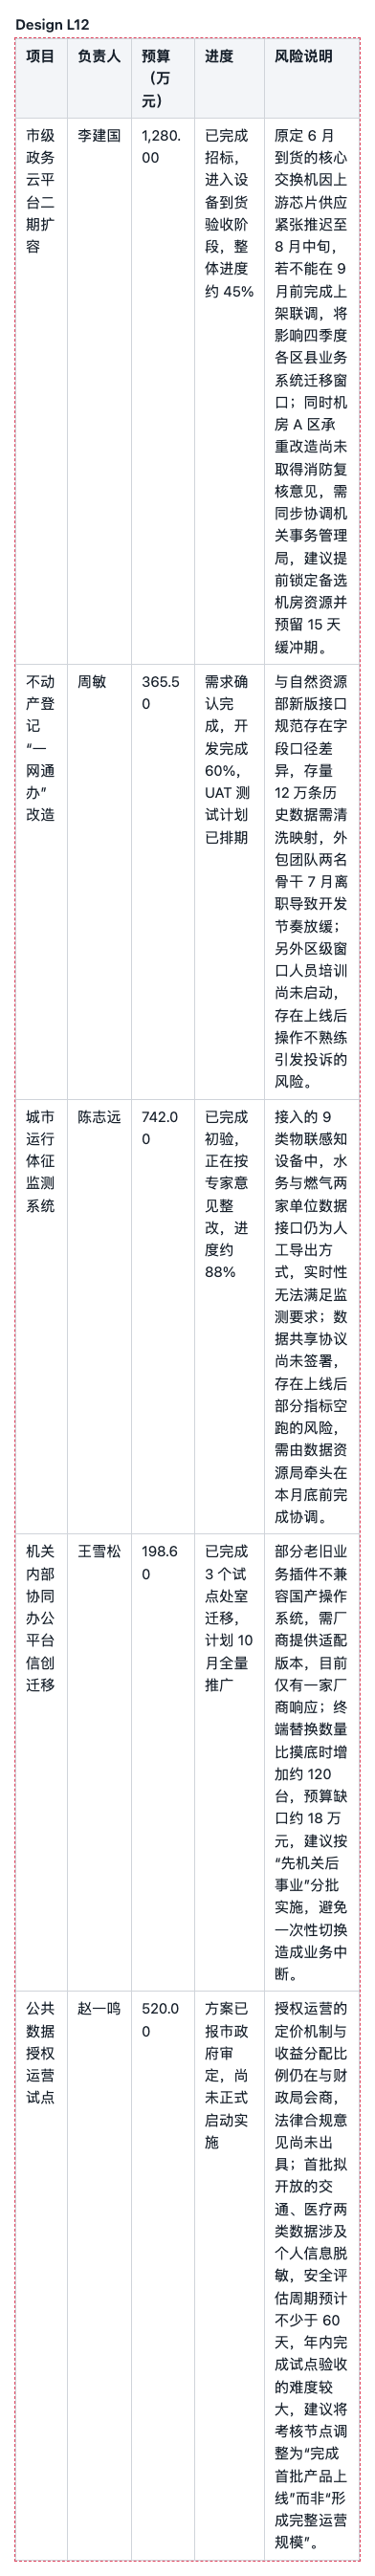 Design L12
项目 负责人 预算 进度 风险说明
（万
元）
市级 李建国 1,280. 已完成 原定 6 月
政务 00 招标， 到货的核心
云平 进入设 交换机因上
台二 备到货 游芯片供应
期扩 验收阶 紧张推迟至
容 段，整 8 月中旬，
体进度 若不能在 9
约 45% 月前完成上
架联调，将
影响四季度
各区县业务
系统迁移窗
口；同时机
房 A 区承
重改造尚未
取得消防复
核意见，需
同步协调机
关事务管理
局，建议提
前锁定备选
机房资源并
预留 15 天
缓冲期。
不动 周敏 365.5 需求确 与自然资源
产登 0 认完 部新版接口
记 成，开 规范存在字
“一 发完成 段口径差
网通 60%， 异，存量
办” UAT 测 12 万条历
改造 试计划 史数据需清
已排期 洗映射，外
包团队两名
骨干 7 月离
职导致开发
节奏放缓；
另外区级窗
口人员培训
尚未启动，
存在上线后
操作不熟练
引发投诉的
风险。
城市 陈志远 742.0 已完成 接入的 9
运行 0 初验， 类物联感知
体征 正在按 设备中，水
监测 专家意 务与燃气两
系统 见整 家单位数据
改，进 接口仍为人
度约 工导出方
88% 式，实时性
无法满足监
测要求；数
据共享协议
尚未签署，
存在上线后
部分指标空
跑的风险，
需由数据资
源局牵头在
本月底前完
成协调。
机关 王雪松 198.6 已完成 部分老旧业
内部 0 3 个试 务插件不兼
协同 点处室 容国产操作
办公 迁移， 系统，需厂
平台 计划 10 商提供适配
信创 月全量 版本，目前
迁移 推广 仅有一家厂
商响应；终
端替换数量
比摸底时增
加约 120
台，预算缺
口约 18 万
元，建议按
“先机关后
事业”分批
实施，避免
一次性切换
造成业务中
断。
公共 赵一鸣 520.0 方案已 授权运营的
数据 0 报市政 定价机制与
授权 府审 收益分配比
运营 定，尚 例仍在与财
试点 未正式 政局会商，
启动实 法律合规意
施 见尚未出
具；首批拟
开放的交
通、医疗两
类数据涉及
个人信息脱
敏，安全评
估周期预计
不少于 60
天，年内完
成试点验收
的难度较
大，建议将
考核节点调
整为“完成
首批产品上
线”而非“形
成完整运营
规模”。